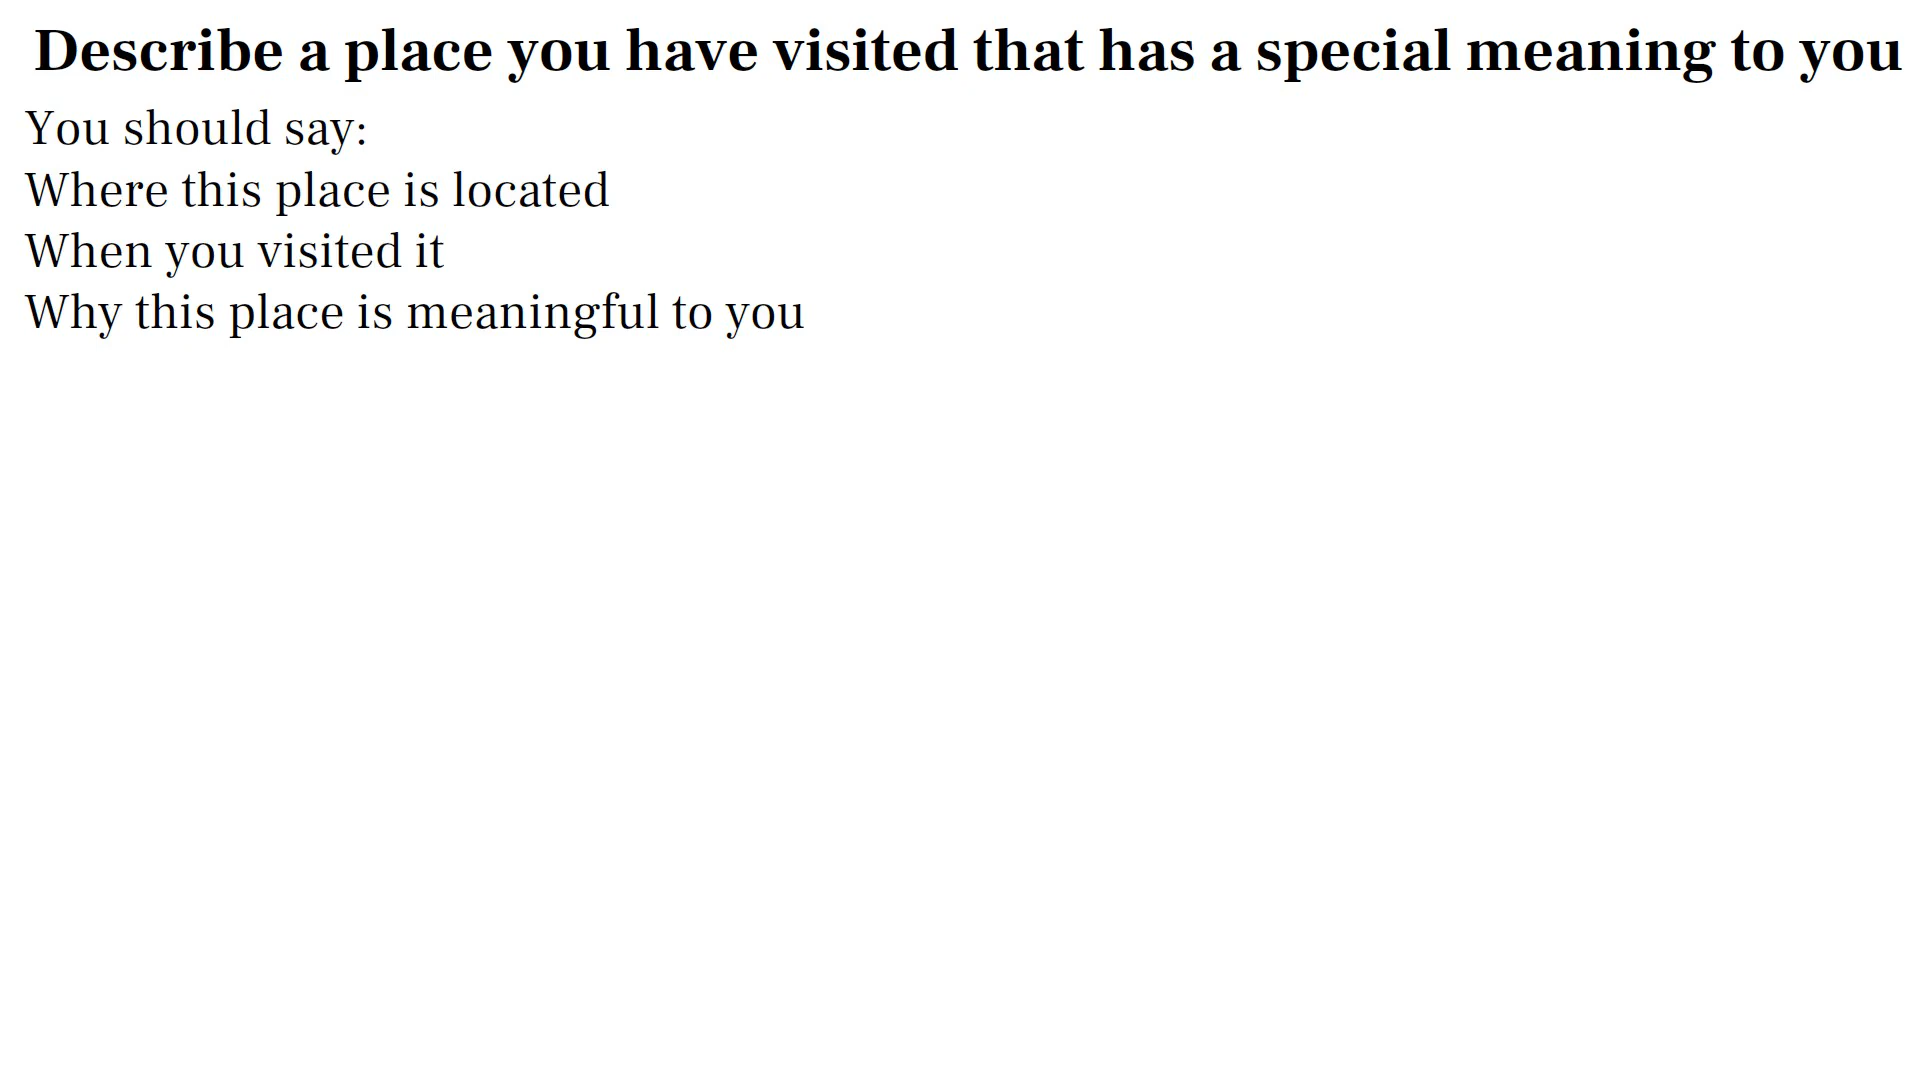 Describe a place you have visited that has a special meaning to you
You should say:
Where this place is located
When you visited it
Why this place is meaningful to you